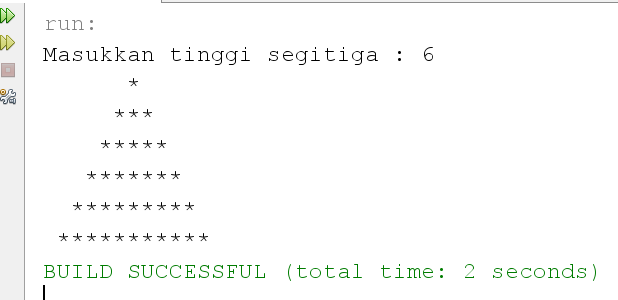 run:
Masukkan tinggi segitiga : 6
      *
     ***
    *****
   *******
  *********
 ***********
BUILD SUCCESSFUL (total time: 2 seconds)